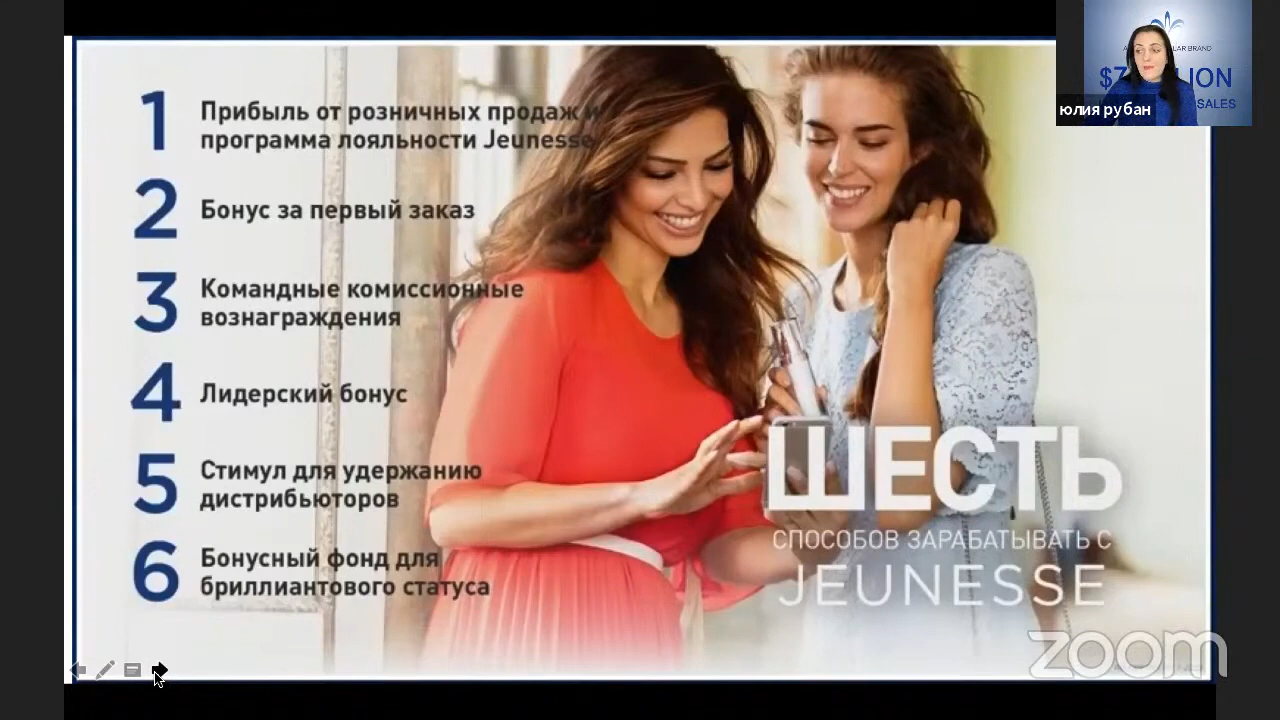 1
Прибыль от розничных продаж и
программа лояльности Jeunesse
2
Бонус за первый заказ
3
Командные комиссионные
вознаграждения
4
Лидерский бонус
5
Стимул для удержанию
дистрибьюторов
6
Бонусный фонд для
бриллиантового статуса
ШЕСТЬ
СПОСОБОВ ЗАРАБАТЫВАТЬ С
JEUNESSE
BRAND
SALES
юлия рубан
zoom